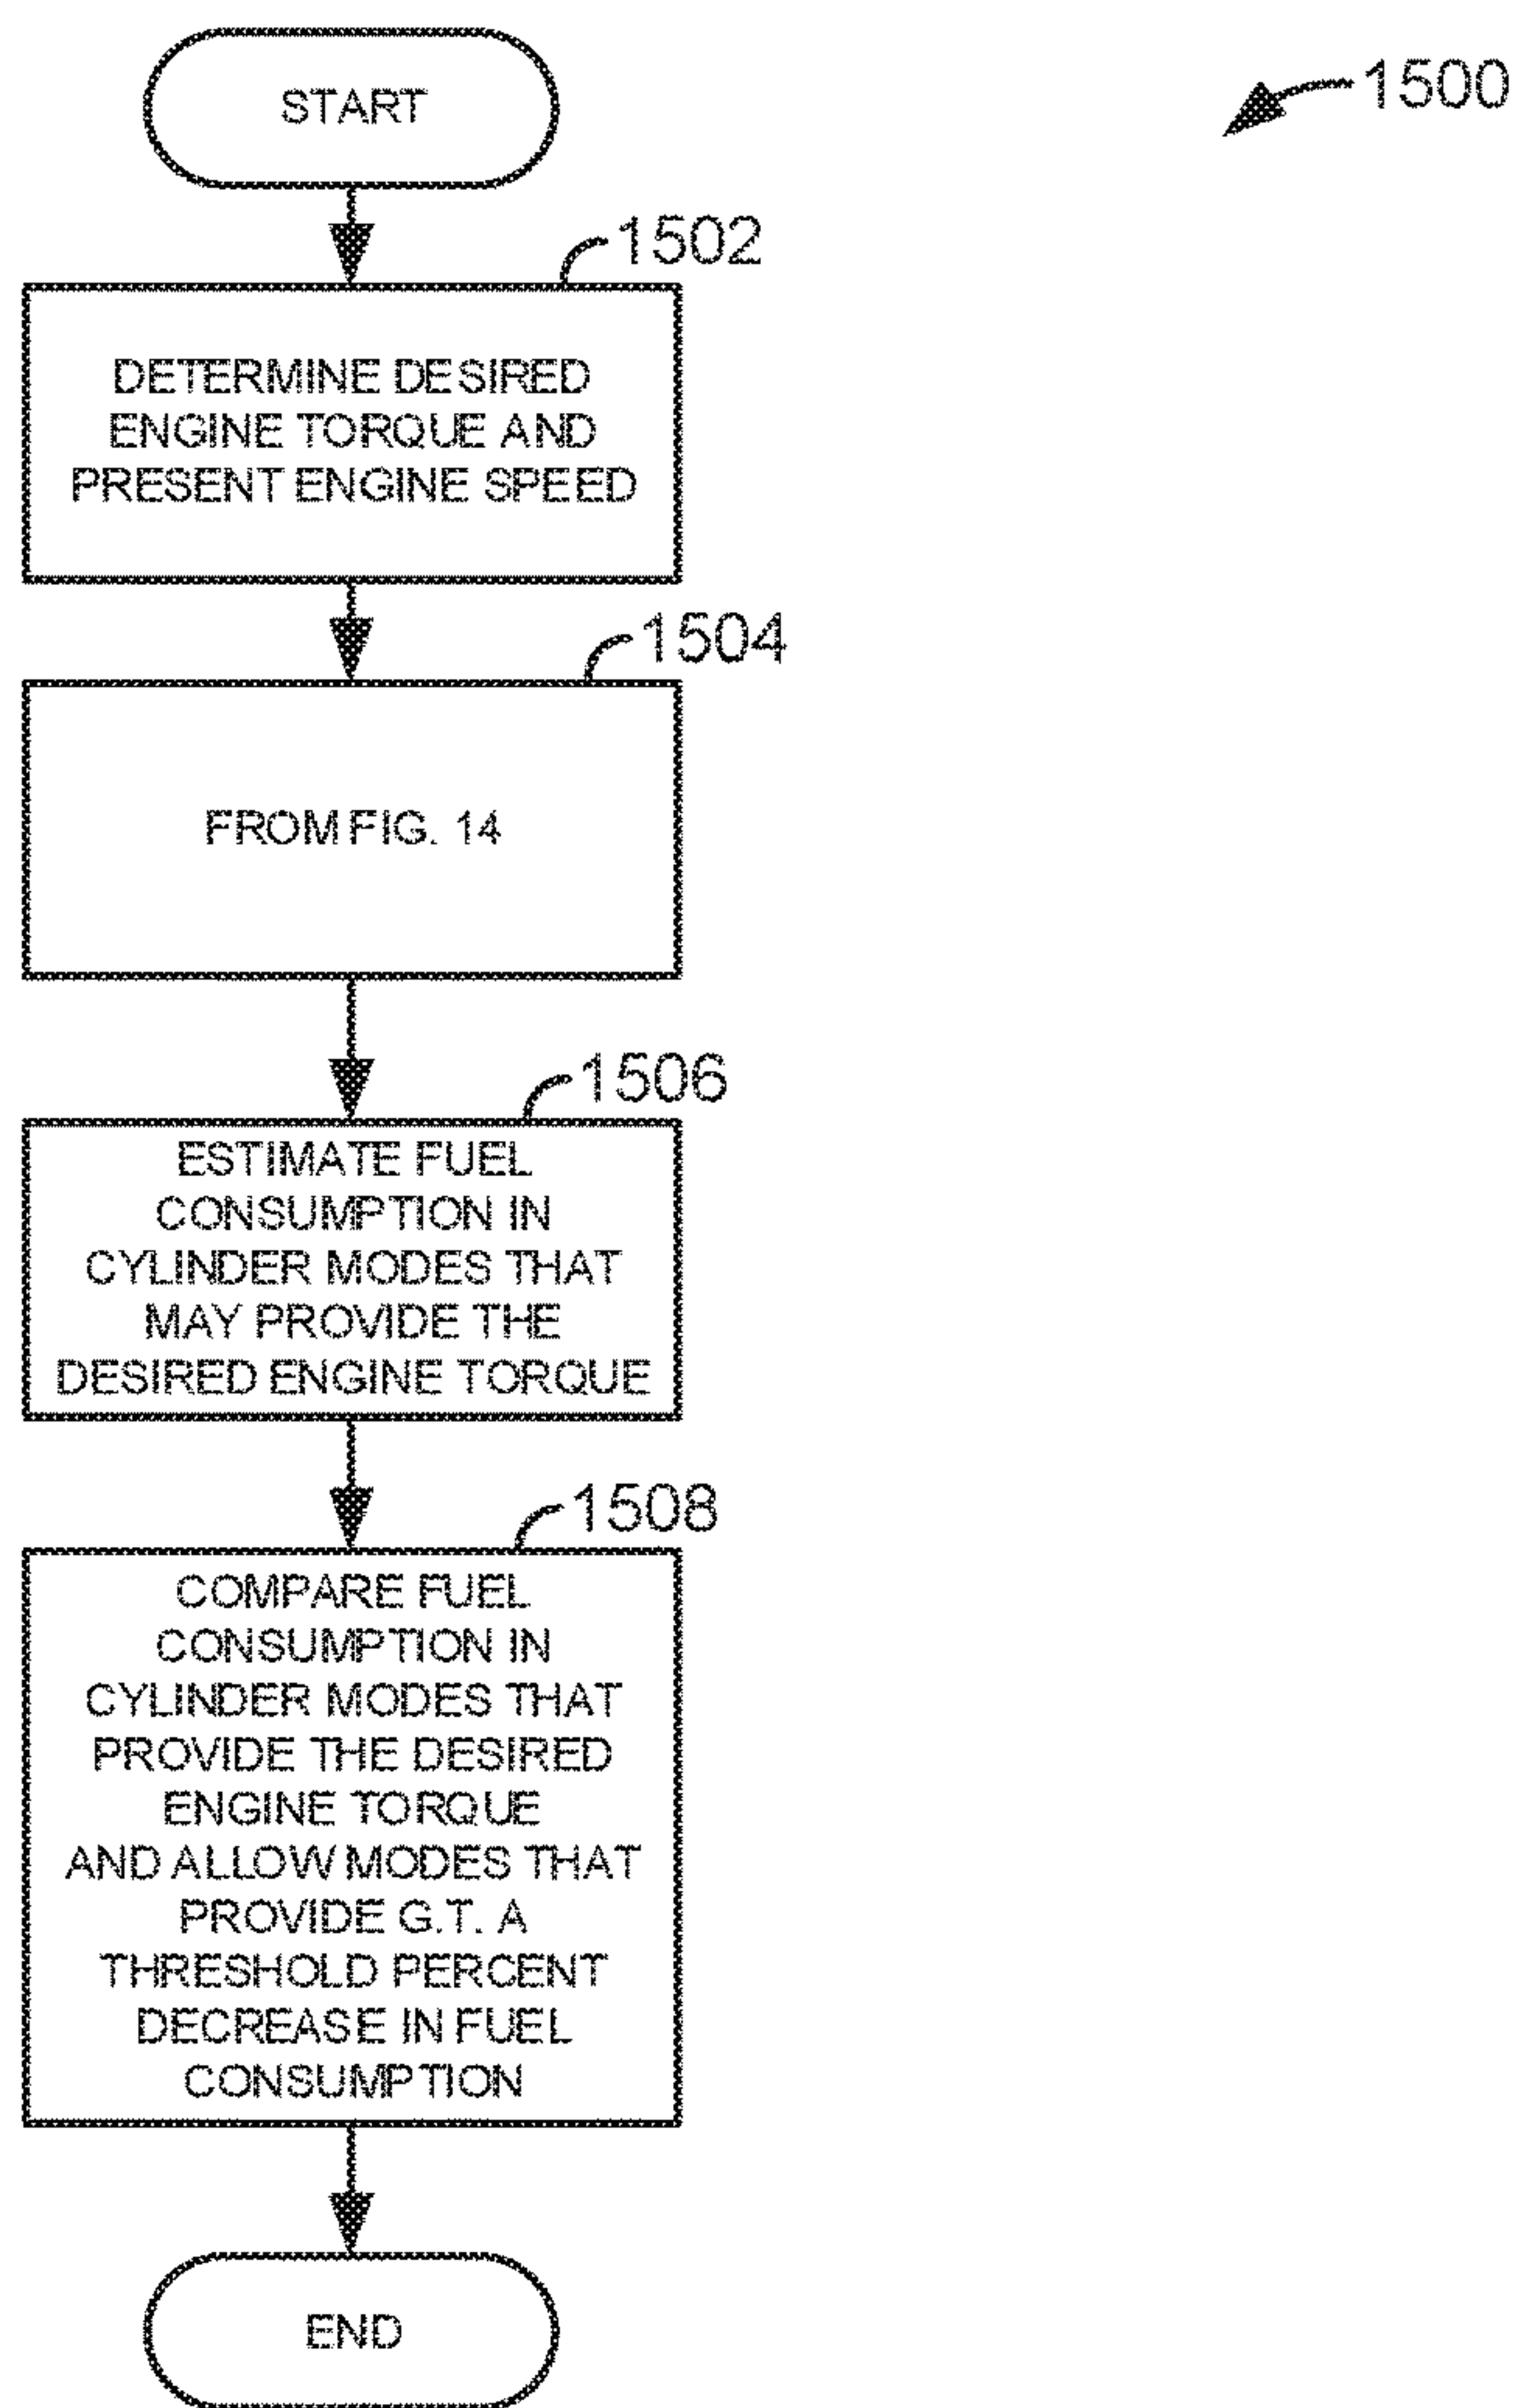 START
1500
1502
DETERMINE DESIRED
ENGINE TORQUE AND
PRESENT ENGINE SPEED
1504
FROM FIG. 14
1506
ESTIMATE FUEL
CONSUMPTION IN
CYLINDER MODES THAT
MAY PROVIDE THE
DESIRED ENGINE TORQUE
1508
COMPARE FUEL
CONSUMPTION IN
CYLINDER MODES THAT
PROVIDE THE DESIRED
ENGINE TORQUE
AND ALLOW MODES THAT
PROVIDE G.T. A
THRESHOLD PERCENT
DECREASE IN FUEL
CONSUMPTION
END